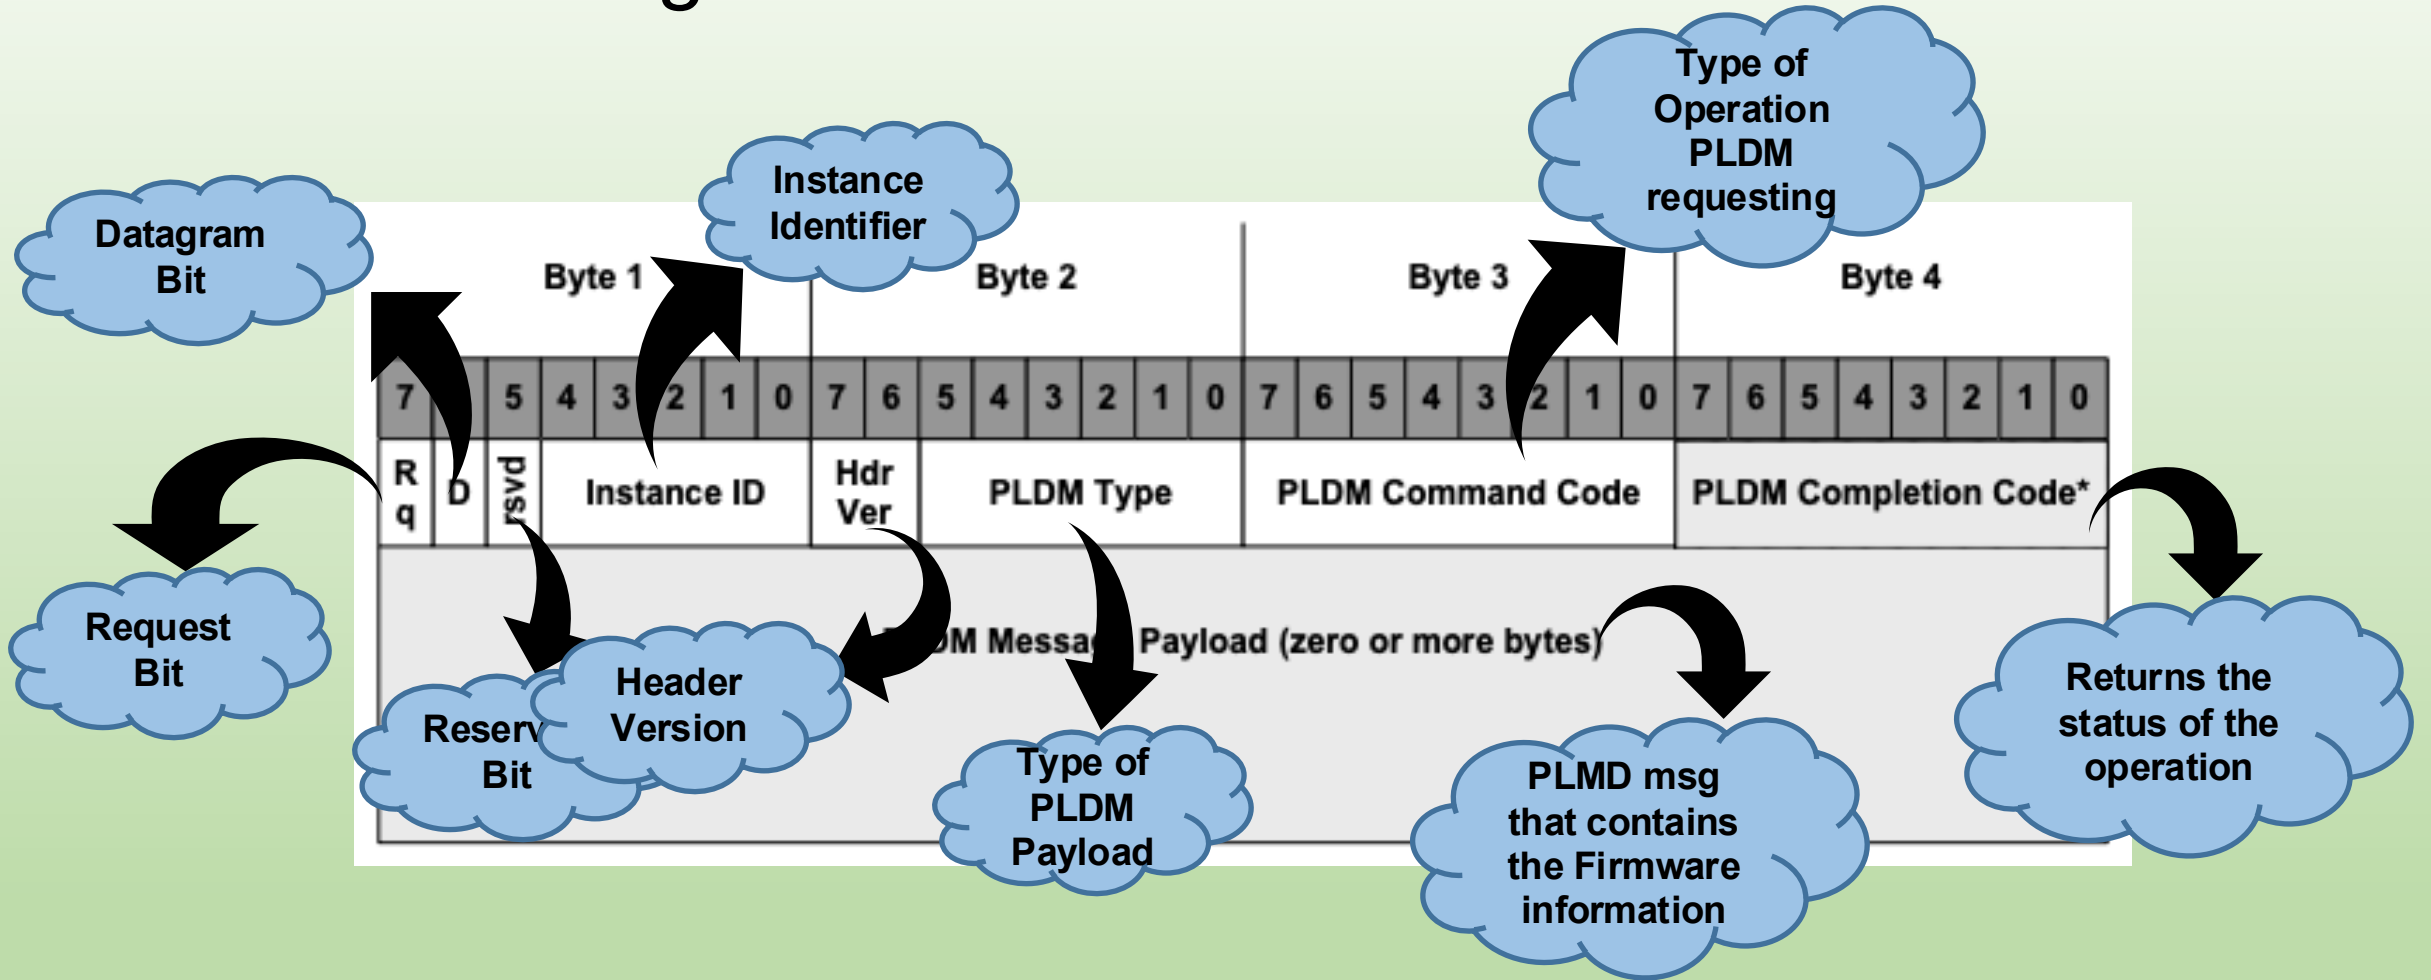 Type of
Operation
PLDM
requesting
Instance
Identifier
Datagram
Bit
Byte 1
Byte 2
Byte 3
Byte 4
7 5 4 3 2 1 0 7 6 5 4 3 2 1 0 7 6 5 4 3 2 1 0 7 6 5 4 3 2 1 0
Rq D rsvd Instance ID Hdr Ver PLDM Type PLDM Command Code PLDM Completion Code*
Payload (zero or more bytes)
Request
Bit
Bit
Header
Version
Type of
PLDM
Payload
PLMD msg
that contains
the Firmware
information
Returns the
status of the
operation